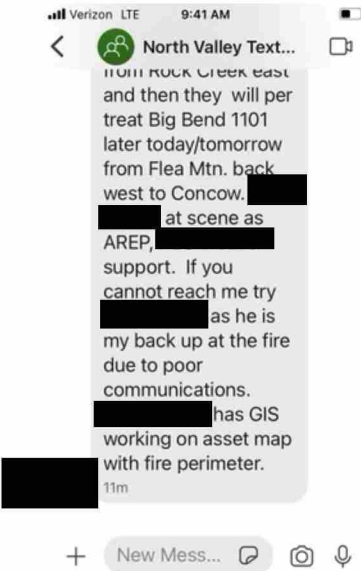 Verizon LTE 9:41 AM
North Valley Text...
from Rock Creek east
and then they will per
treat Big Bend 1101
later today/tomorrow
from Flea Mtn. back
west to Concow.
at scene as
AREP,
support. If you
cannot reach me try
as he is
my back up at the fire
due to poor
communications.
has GIS
working on asset map
with fire perimeter.
11m
New Mess...